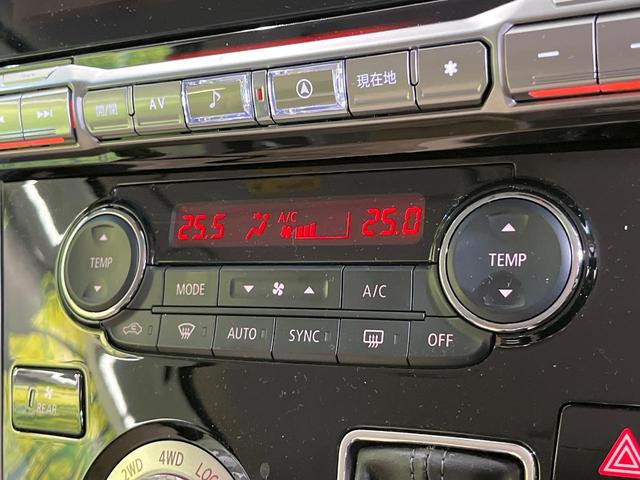 開/閉 AV 現在地
25.5 A/C 25.0
TEMP
TEMP
MODE A/C
AUTO SYNC OFF
REAR
2WD 4WD LOC